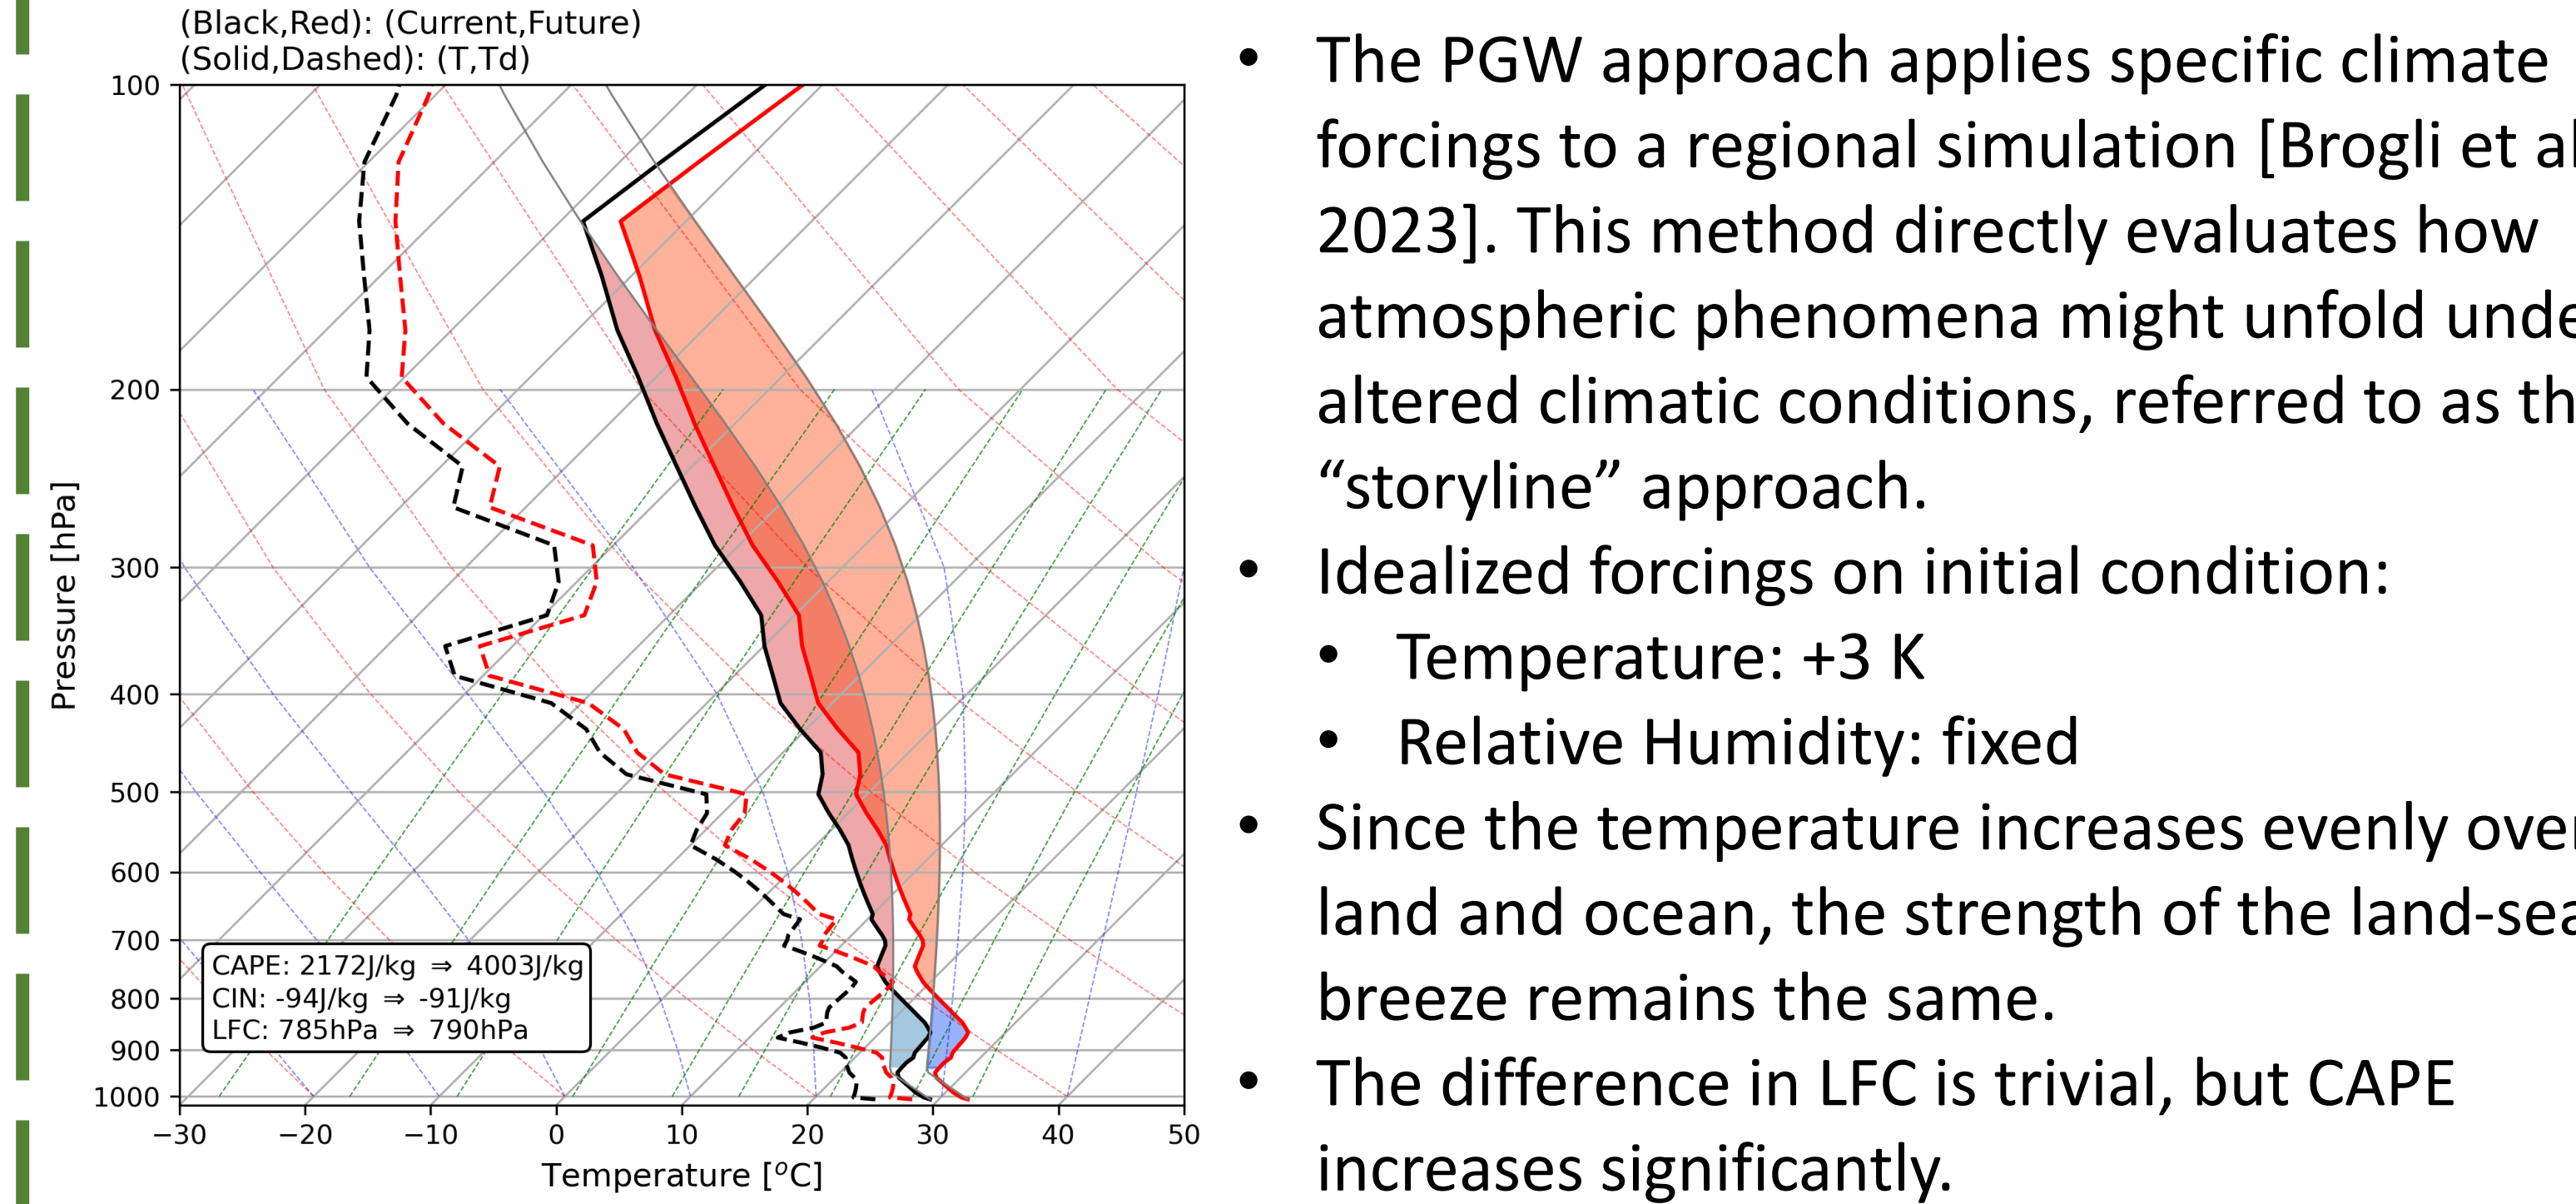 (Black,Red): (Current,Future)
(Solid,Dashed): (T,Td)
100
200
300
400
500
600
700
800
900
1000
Pressure [hPa]
CAPE: 2172J/kg ⇒ 4003J/kg
CIN: -94J/kg ⇒ -91J/kg
LFC: 785hPa ⇒ 790hPa
−30 −20 −10 0 10 20 30 40 50
Temperature [°C]
• The PGW approach applies specific climate
forcings to a regional simulation [Brogli et al
2023]. This method directly evaluates how
atmospheric phenomena might unfold unde
altered climatic conditions, referred to as th
“storyline” approach.
• Idealized forcings on initial condition:
• Temperature: +3 K
• Relative Humidity: fixed
• Since the temperature increases evenly over
land and ocean, the strength of the land-sea
breeze remains the same.
• The difference in LFC is trivial, but CAPE
increases significantly.